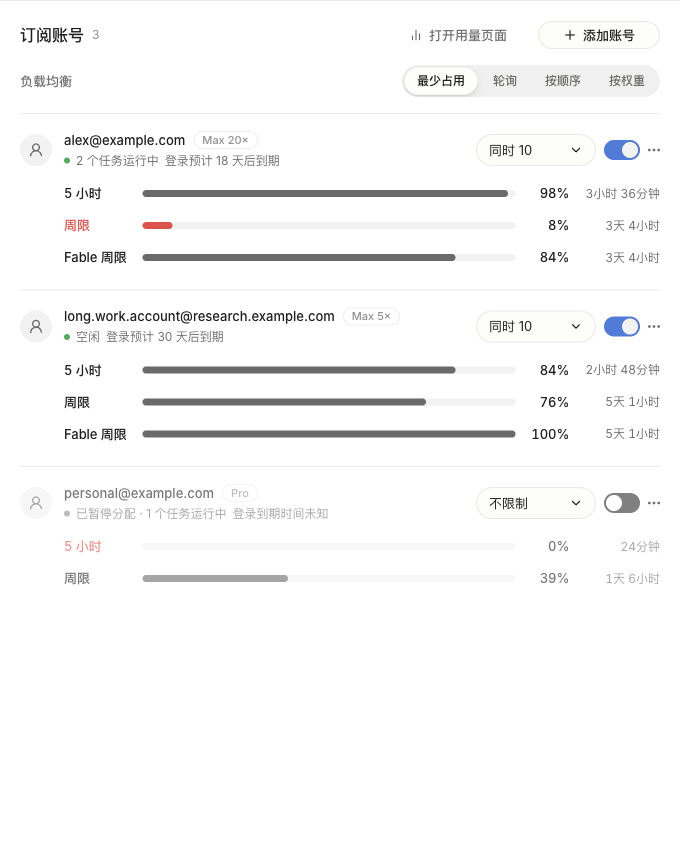 订阅账号 3 打开用量页面 + 添加账号
负载均衡 最少占用 轮询 按顺序 按权重
alex@example.com Max 20× 同时 10
2 个任务运行中 登录预计 18 天后到期
5 小时 98% 3小时 36分钟
周限 8% 3天 4小时
Fable 周限 84% 3天 4小时
long.work.account@research.example.com Max 5× 同时 10
空闲 登录预计 30 天后到期
5 小时 84% 2小时 48分钟
周限 76% 5天 1小时
Fable 周限 100% 5天 1小时
personal@example.com Pro 不限制
已暂停分配 · 1 个任务运行中 登录到期时间未知
5 小时 0% 24分钟
周限 39% 1天 6小时